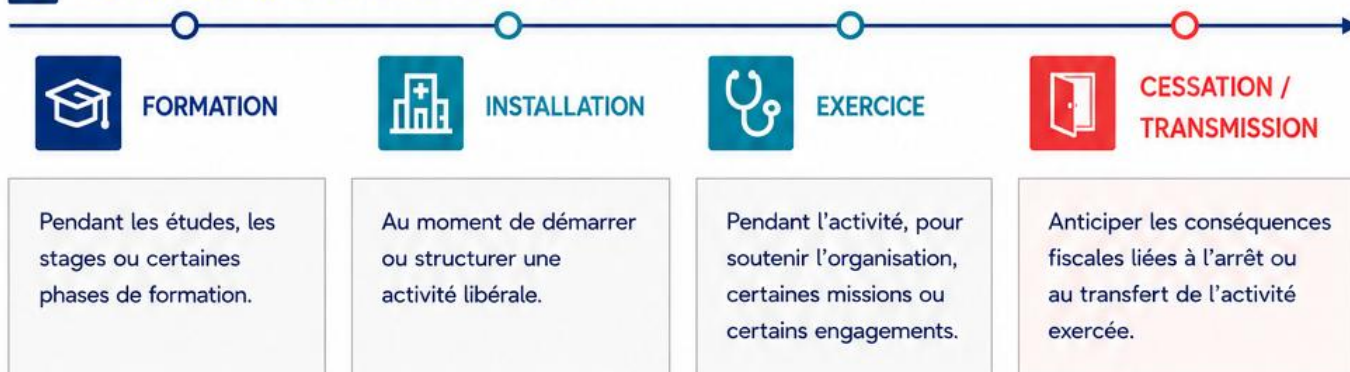 FORMATION
INSTALLATION
EXERCICE
CESSATION /
TRANSMISSION
Pendant les études, les
stages ou certaines
phases de formation.
Au moment de démarrer
ou structurer une
activité libérale.
Pendant l’activité, pour
soutenir l’organisation,
certaines missions ou
certains engagements.
Anticiper les conséquences
fiscales liées à l’arrêt ou
au transfert de l’activité
exercée.